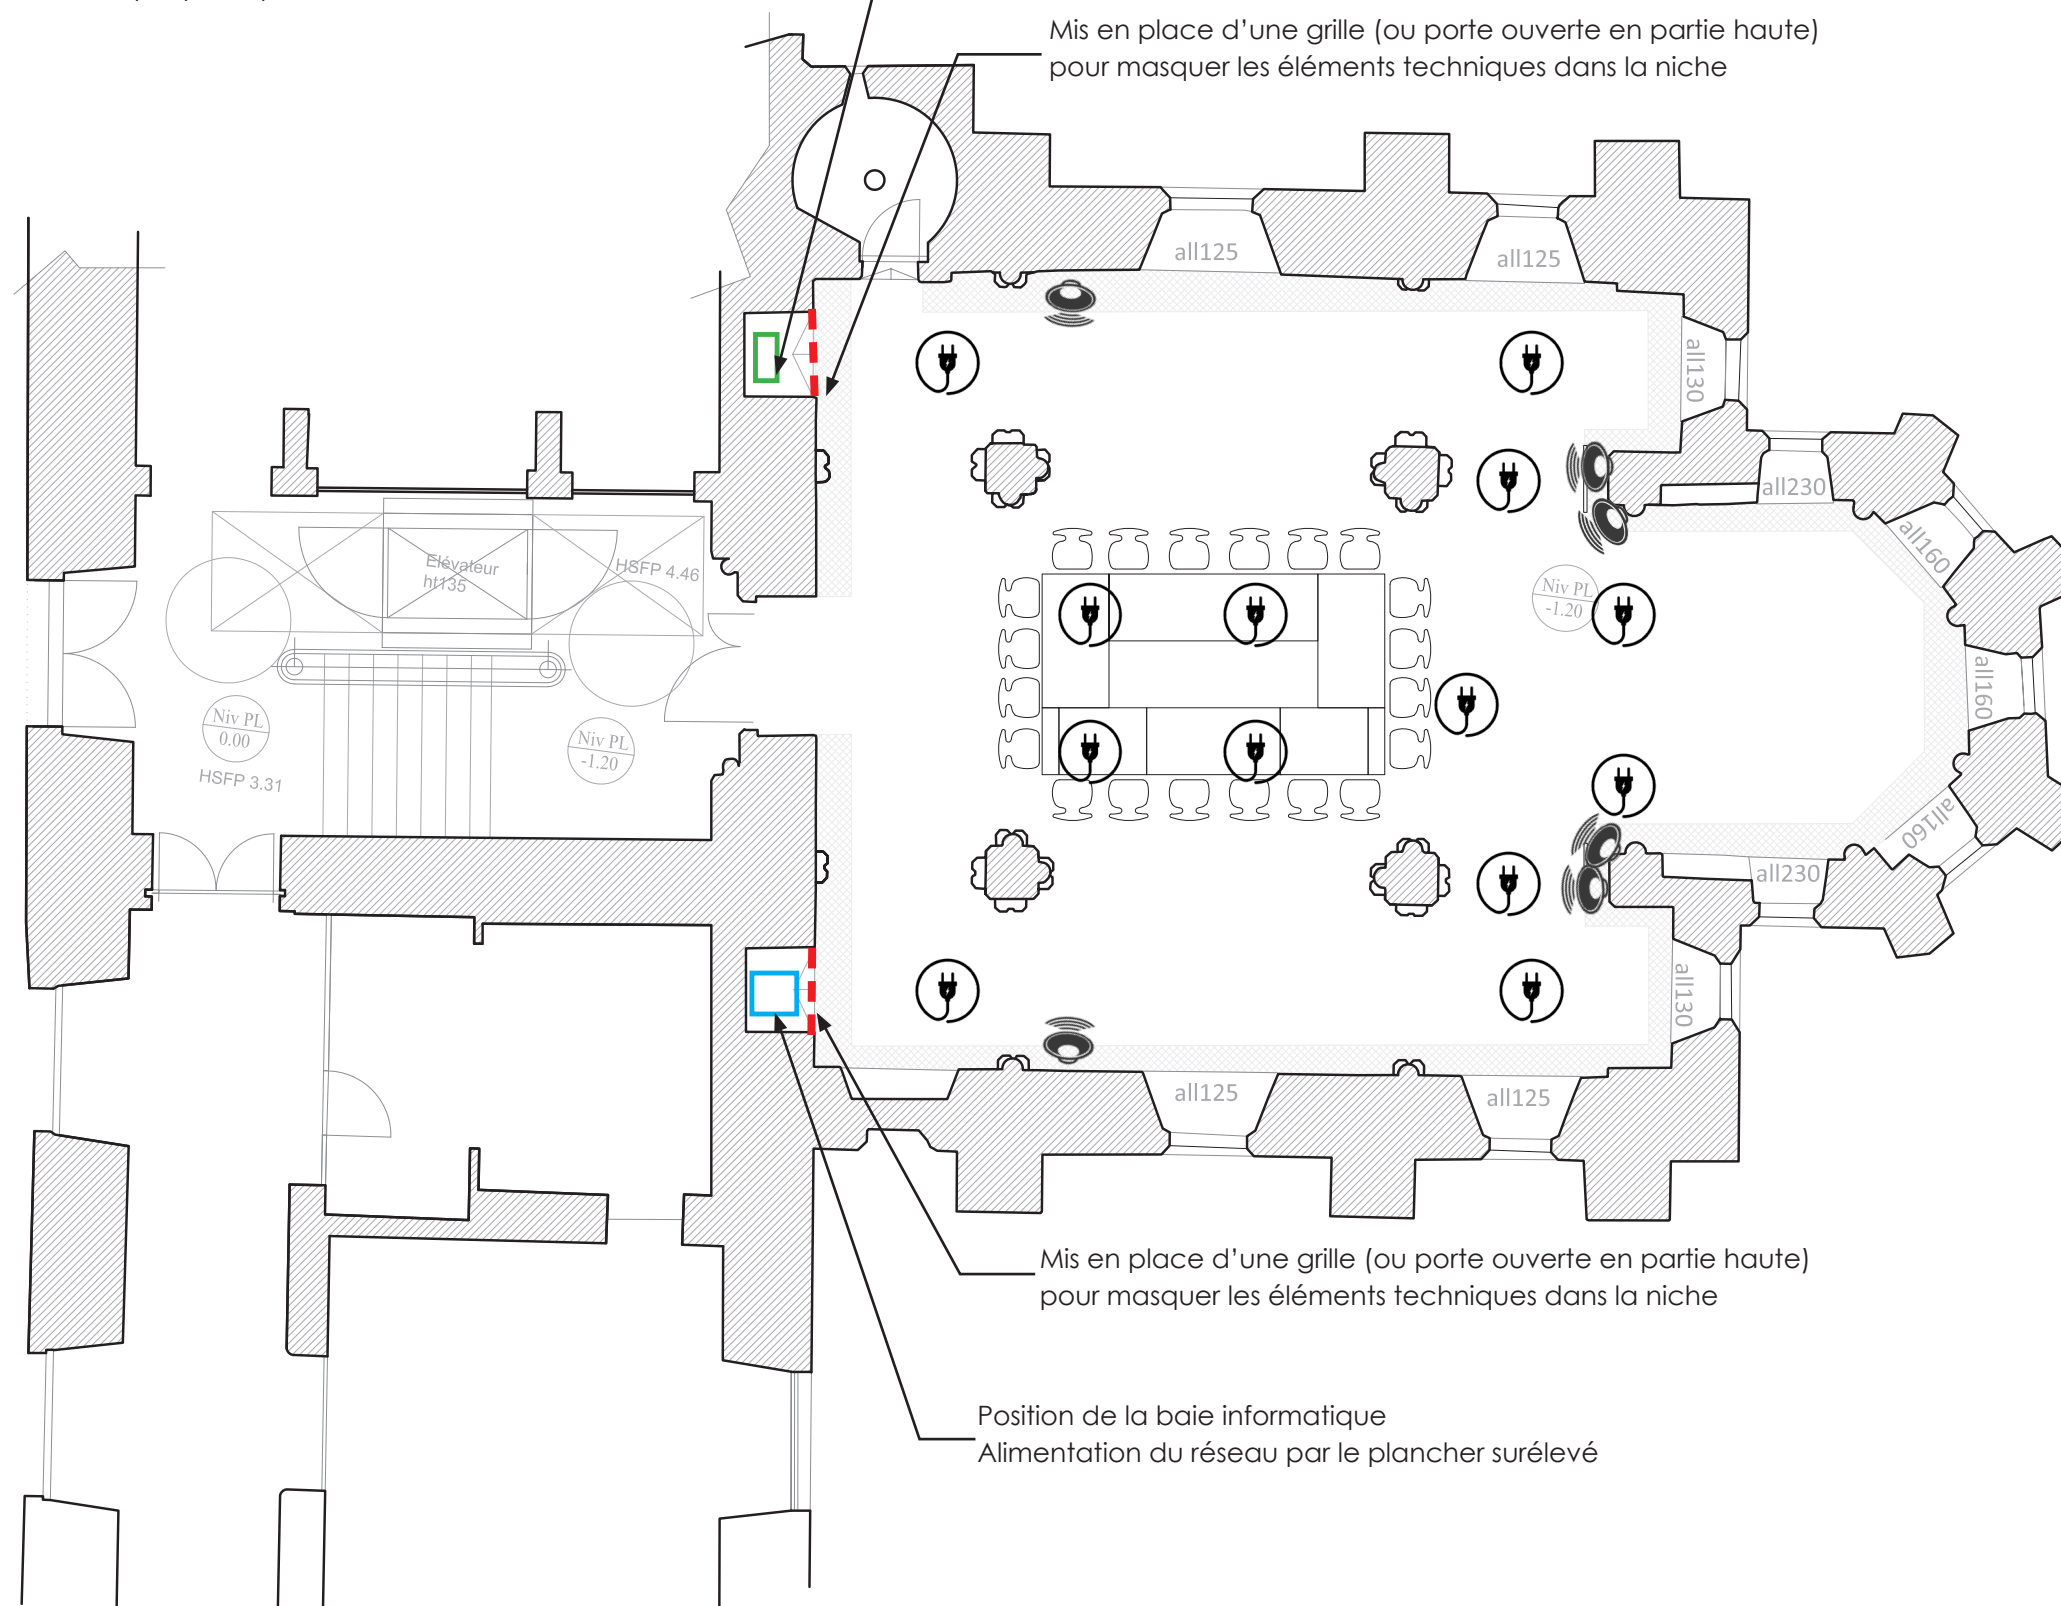 Mis en place d'une grille (ou porte ouverte en partie haute)
pour masquer les éléments techniques dans la niche
all125
all125
all130
all230
all160
Elévateur
ht135
HSFP 4.46
Niv PL
-1.20
all160
Niv PL
0.00
Niv PL
-1.20
HSFP 3.31
all160
all230
all130
all125
all125
Mis en place d'une grille (ou porte ouverte en partie haute)
pour masquer les éléments techniques dans la niche
Position de la baie informatique
Alimentation du réseau par le plancher surélevé